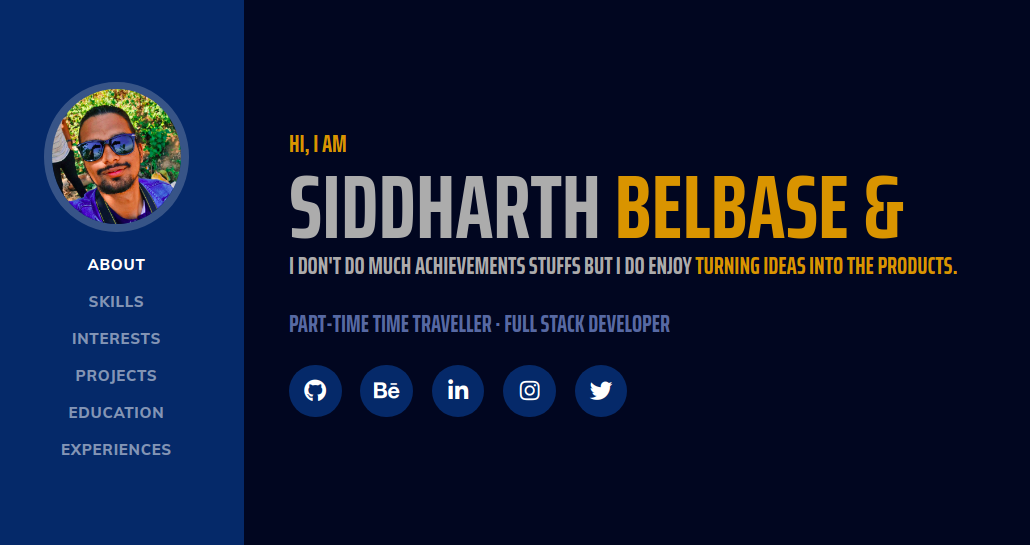 ABOUT
SKILLS
INTERESTS
PROJECTS
EDUCATION
EXPERIENCES
HI, I AM
SIDDHARTH BELBASE &
I DON'T DO MUCH ACHIEVEMENTS STUFFS BUT I DO ENJOY TURNING IDEAS INTO THE PRODUCTS.
PART-TIME TIME TRAVELLER · FULL STACK DEVELOPER
Bē in